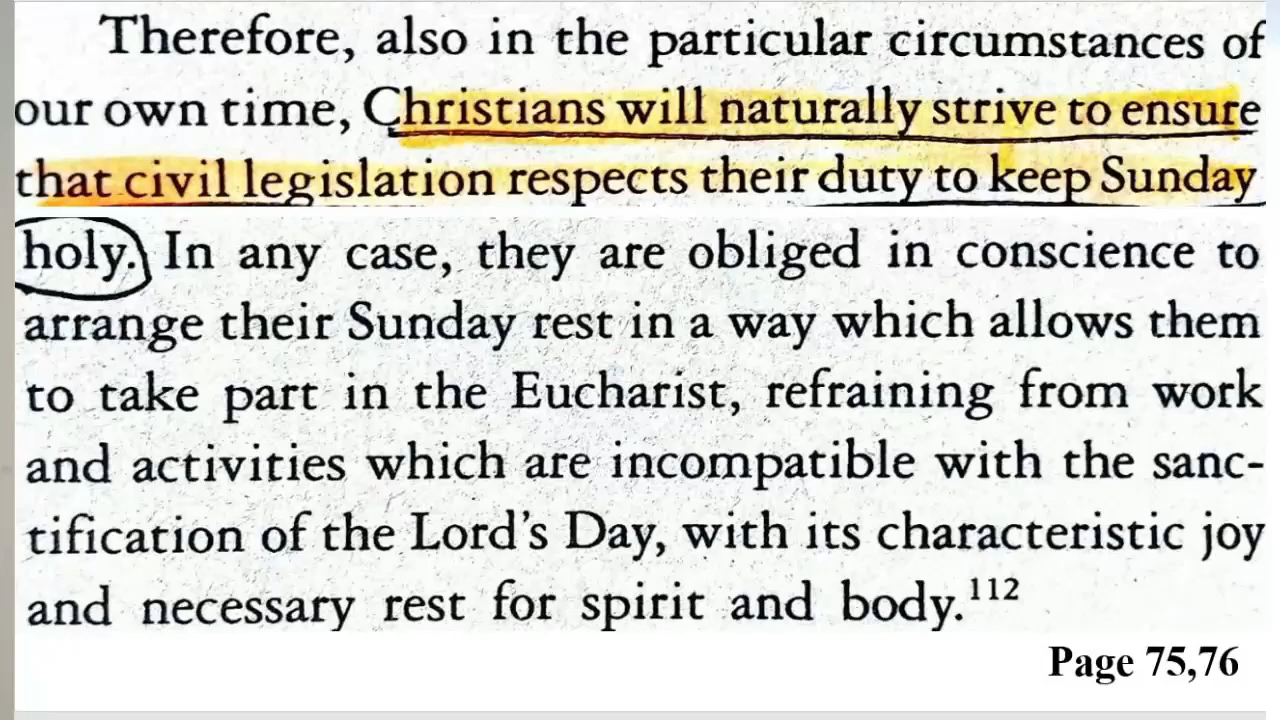 Therefore, also in the particular circumstances of
our own time, Christians will naturally strive to ensure
that civil legislation respects their duty to keep Sunday
holy. In any case, they are obliged in conscience to
arrange their Sunday rest in a way which allows them
to take part in the Eucharist, refraining from work
and activities which are incompatible with the sanc-
tification of the Lord's Day, with its characteristic joy
and necessary rest for spirit and body.112
Page 75,76